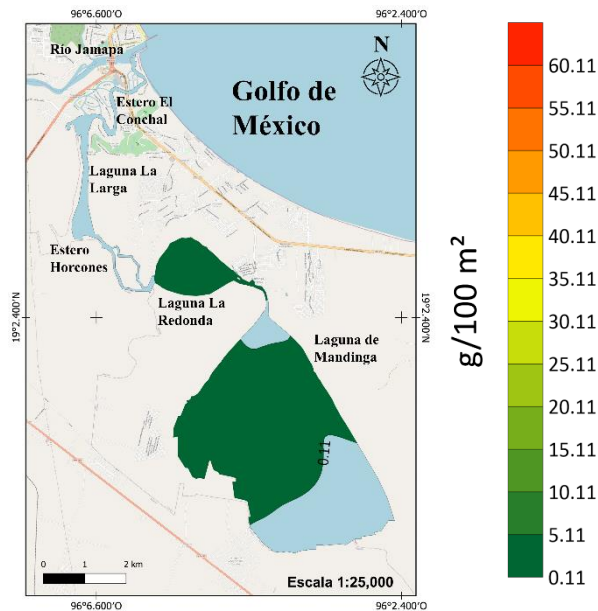 96°6.600'O
96°2.400'O
Río Jamapa
N
Estero El
Conchal
Golfo de
México
Laguna La
Larga
Estero
Horcones
Laguna La
Redonda
19°2.400'N
19°2.400'N
Laguna de
Mandinga
0.11
0
1
2 km
Escala 1:25,000
96°6.600'O
96°2.400'O
g/100 m²
60.11
55.11
50.11
45.11
40.11
35.11
30.11
25.11
20.11
15.11
10.11
5.11
0.11